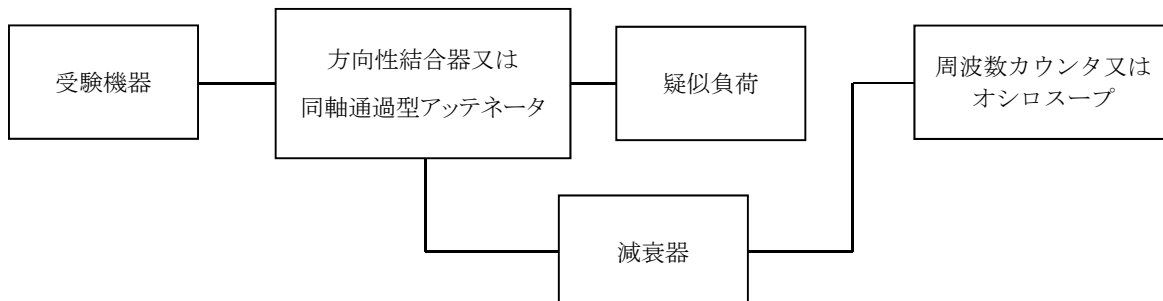 受験機器
方向性結合器又は
同軸通過型アッテネータ
疑似負荷
周波数カウンタ又は
オシロスープ
減衰器